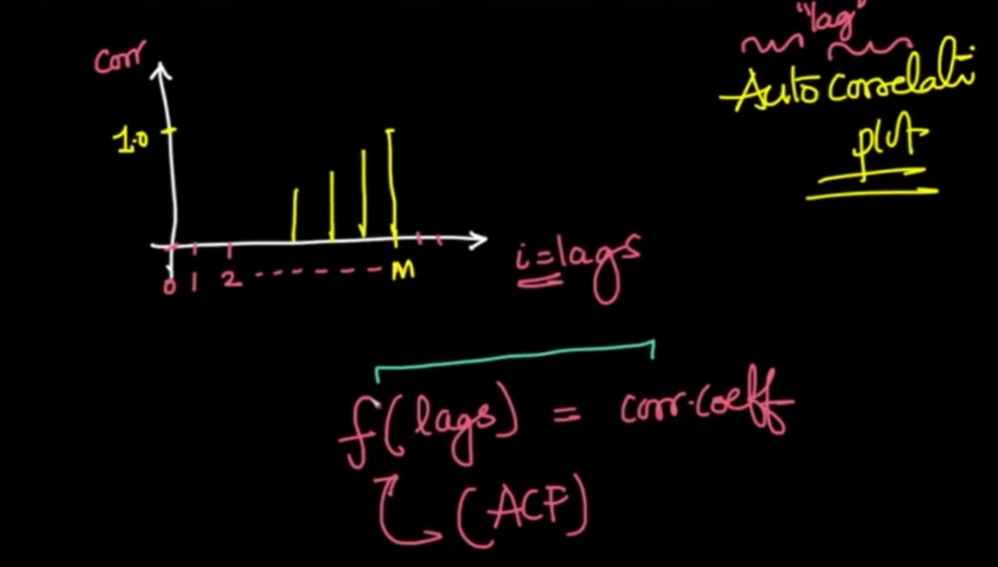 "lag"
Auto correlati
plot
corr
1.0
0 1 2 - - - - - - - M
i=lags
f(lags) = corr.coeff
(ACF)